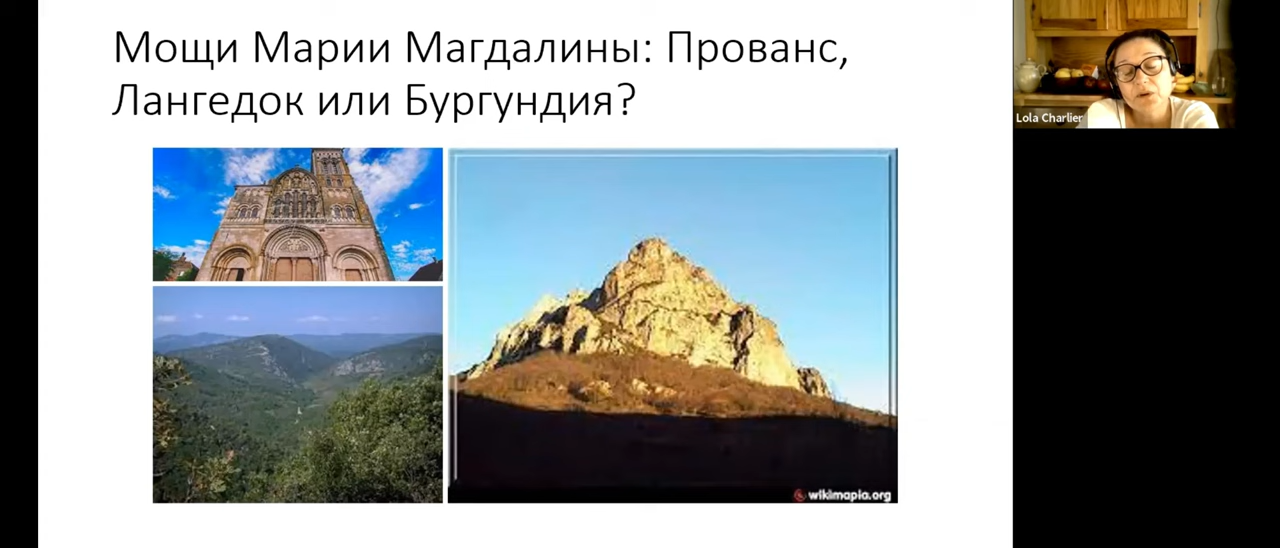 Мощи Марии Магдалины: Прованс,
Лангедок или Бургундия?
Lola Charlier
wikimapia.org